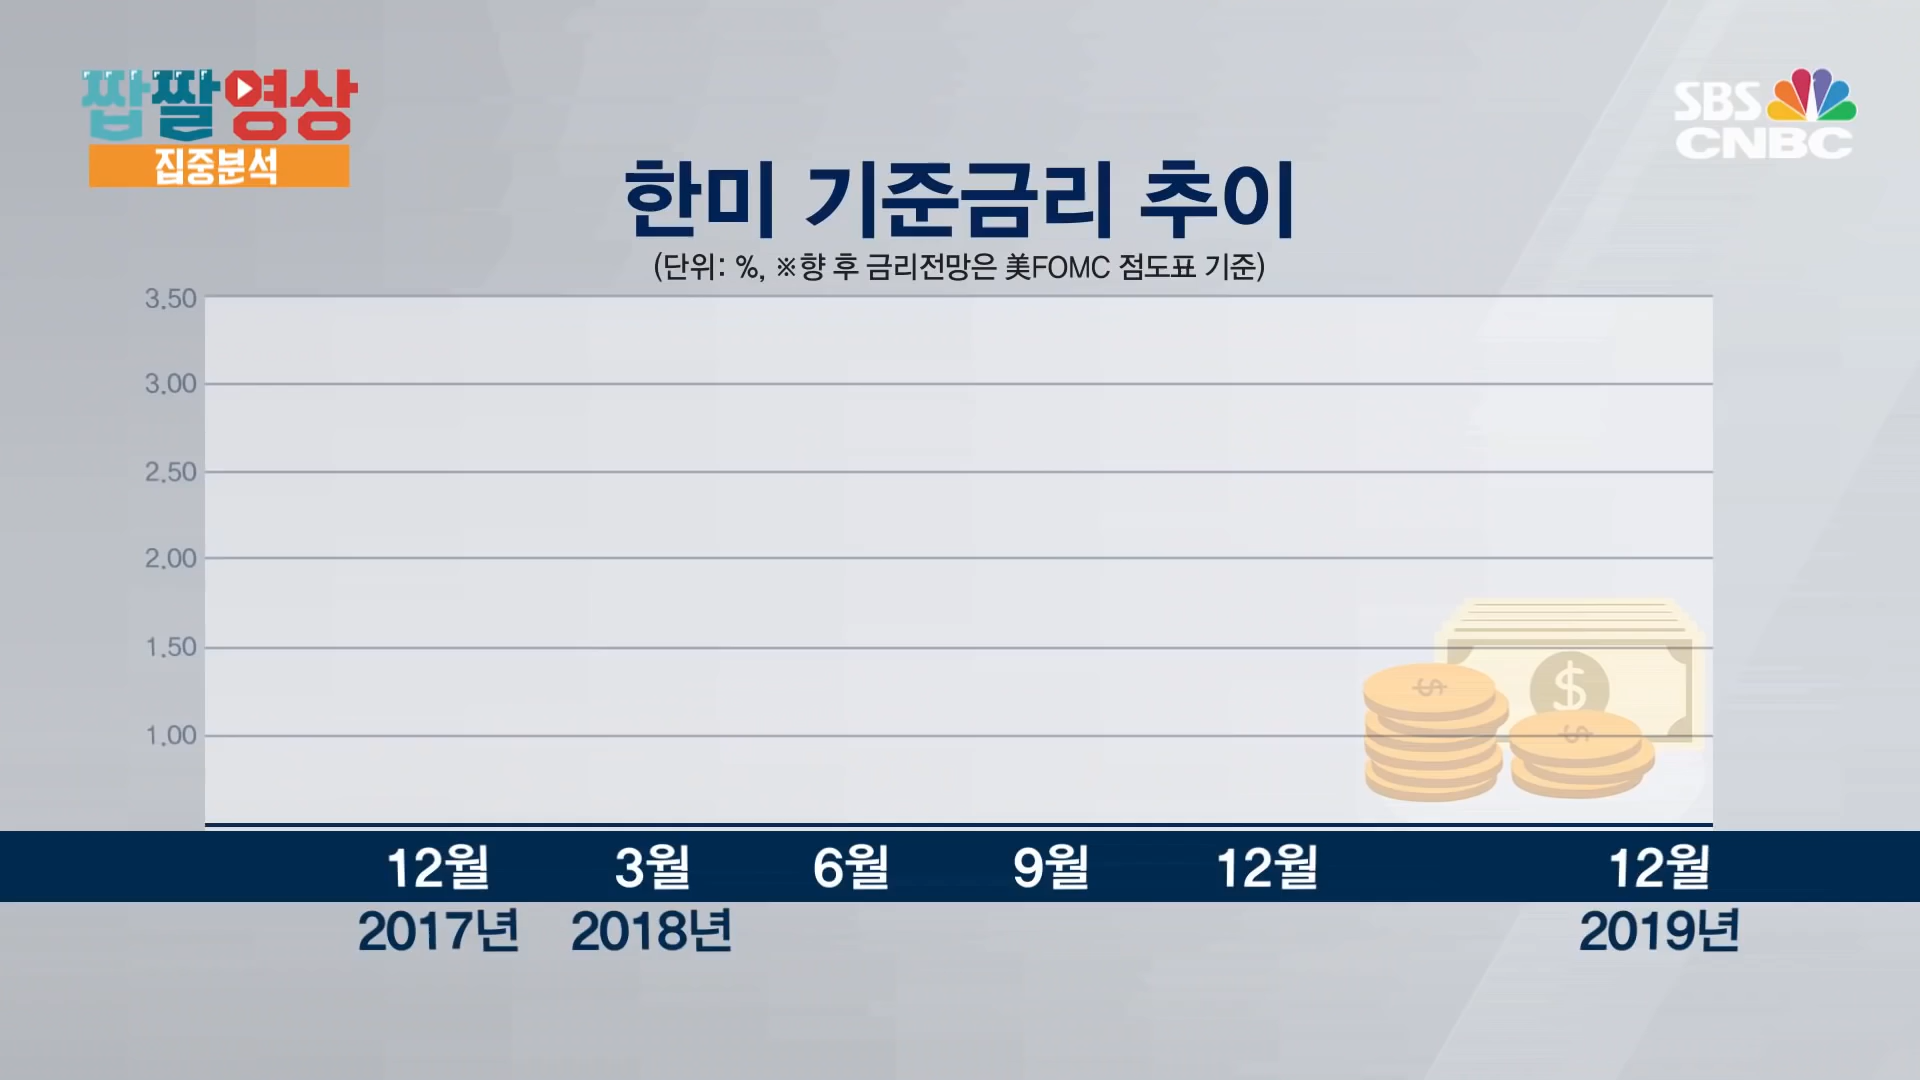 짭짤영상
집중분석
SBS
CNBC
한미 기준금리 추이
(단위: %, ※향 후 금리전망은 美FOMC 점도표 기준)
3.50
3.00
2.50
2.00
1.50
1.00
$
$
$
12월 3월 6월 9월 12월 12월
2017년 2018년 2019년